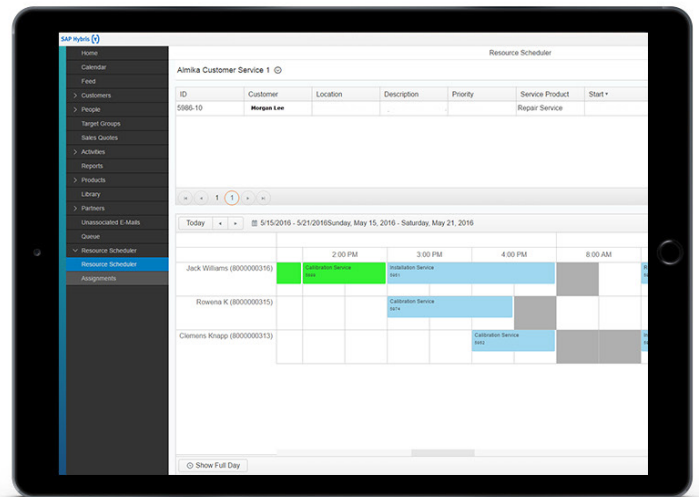 SAP Hybris (y)
Home
Calendar
Feed
Customers
People
Target Groups
Sales Quotes
Activities
Reports
Products
Library
Partners
Unassociated E-Mails
Queue
Resource Scheduler
Resource Scheduler
Assignments
Resource Scheduler
Almika Customer Service 1
ID Customer Location Description Priority Service Product Start
5986-10 Morgan Lee Repair Service
1 1
Today 5/15/2016 - 5/21/2016Sunday, May 15, 2016 - Saturday, May 21, 2016
2:00 PM 3:00 PM 4:00 PM 8:00 AM
Jack Williams (8000000316) Calibration Service Installation Service
Rowena K (8000000315) Calibration Service
Clemens Knapp (8000000313) Calibration Service
Show Full Day